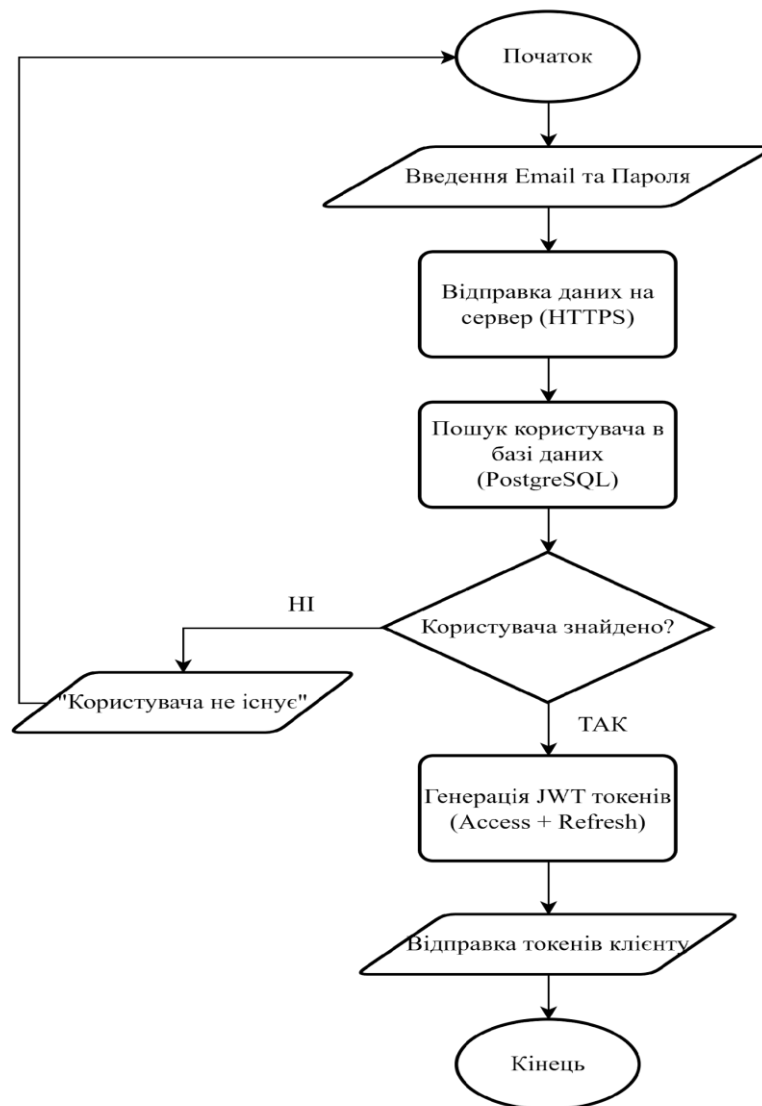 Початок
Введення Email та Пароля
Відправка даних на
сервер (HTTPS)
Пошук користувача в
базі даних
(PostgreSQL)
Користувача знайдено?
НІ
"Користувача не існує"
ТАК
Генерація JWT токенів
(Access + Refresh)
Відправка токенів клієнту
Кінець